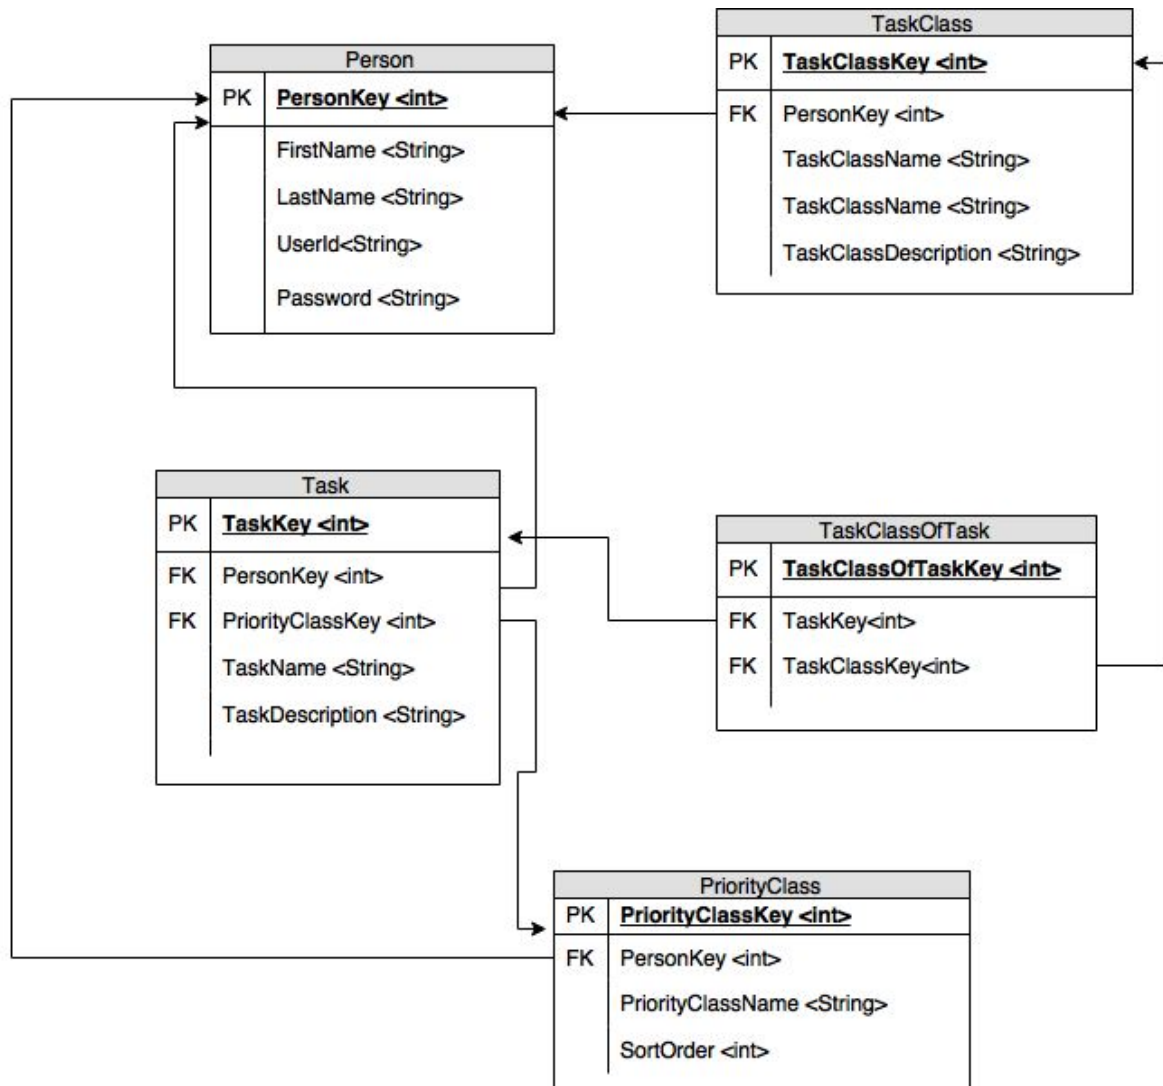 Person
PK PersonKey <int>
FirstName <String>
LastName <String>
UserId<String>
Password <String>
TaskClass
PK TaskClassKey <int>
FK PersonKey <int>
TaskClassName <String>
TaskClassName <String>
TaskClassDescription <String>
Task
PK TaskKey <int>
FK PersonKey <int>
FK PriorityClassKey <int>
TaskName <String>
TaskDescription <String>
TaskClassOfTask
PK TaskClassOfTaskKey <int>
FK TaskKey<int>
FK TaskClassKey<int>
PriorityClass
PK PriorityClassKey <int>
FK PersonKey <int>
PriorityClassName <String>
SortOrder <int>